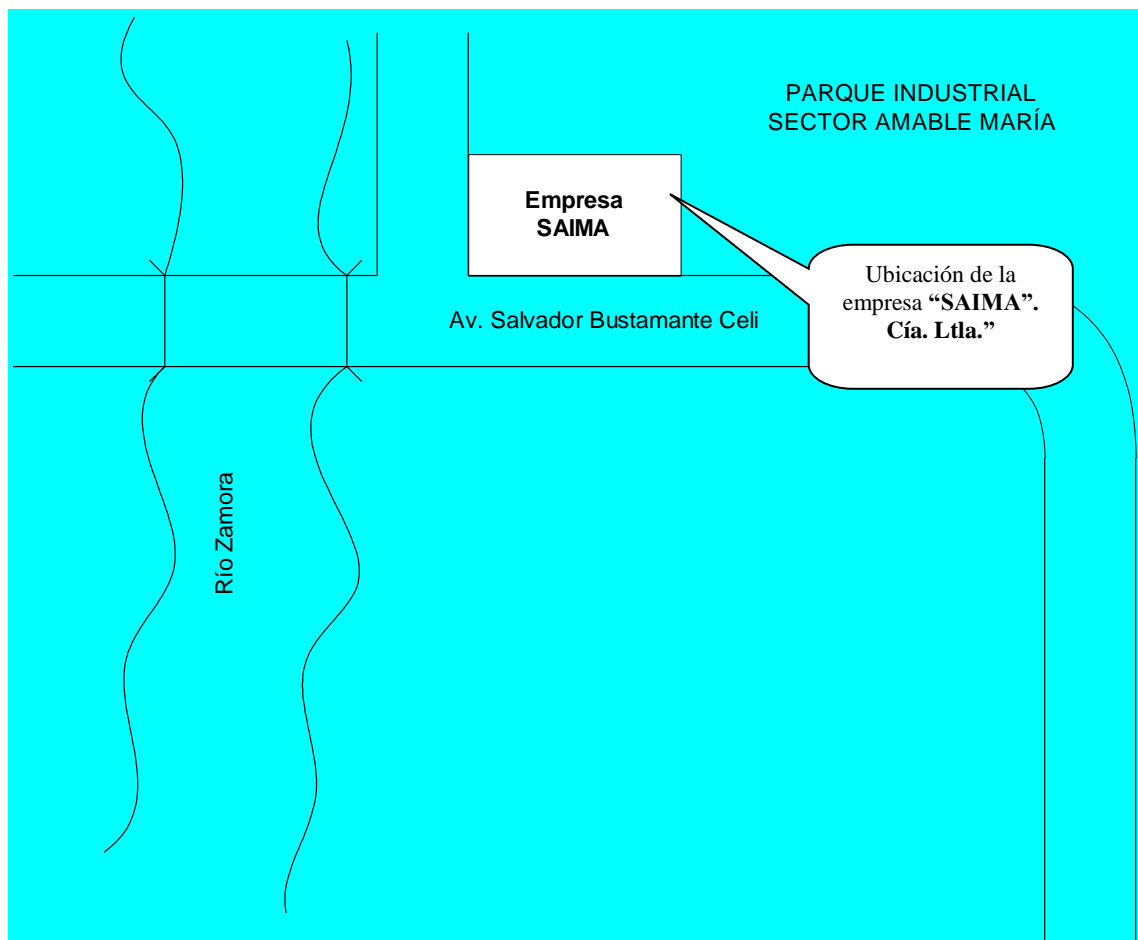 PARQUE INDUSTRIAL
SECTOR AMABLE MARÍA
Empresa
SAIMA
Ubicación de la
empresa “SAIMA”.
Cía. Ltla.”
Av. Salvador Bustamante Celi
Río Zamora